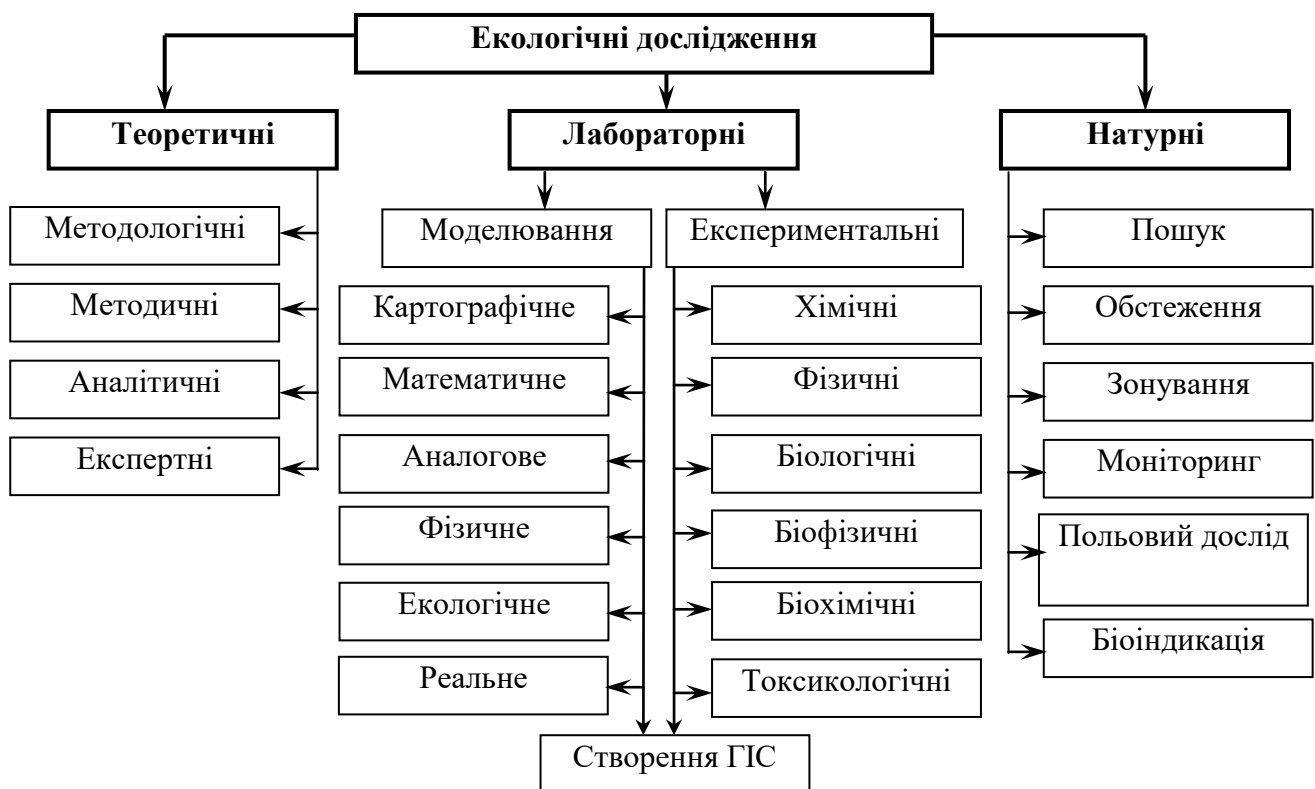 Екологічні дослідження
Теоретичні
Лабораторні
Натурні
Методологічні
Методичні
Аналітичні
Експертні
Моделювання
Картографічне
Математичне
Аналогове
Фізичне
Екологічне
Реальне
Експериментальні
Хімічні
Фізичні
Біологічні
Біофізичні
Біохімічні
Токсикологічні
Створення ГІС
Пошук
Обстеження
Зонування
Моніторинг
Польовий дослід
Біоіндикація